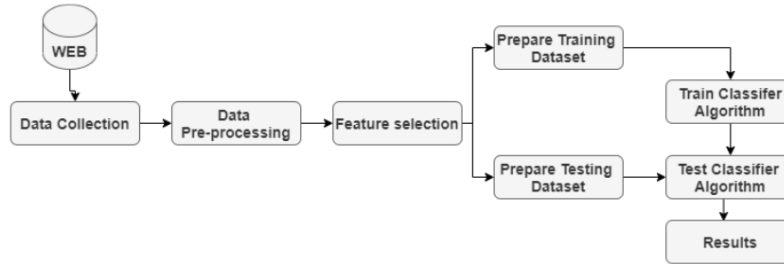 WEB
Data Collection
Data
Pre-processing
Feature selection
Prepare Training
Dataset
Train Classifer
Algorithm
Prepare Testing
Dataset
Test Classifier
Algorithm
Results